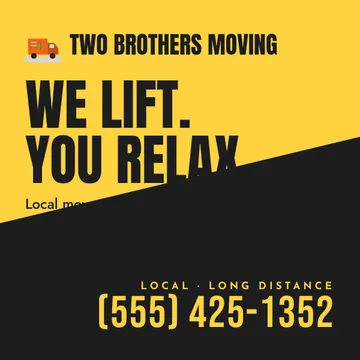 TWO BROTHERS MOVING
WE LIFT.
YOU RELAX
Local
LOCAL · LONG DISTANCE
(555) 425-1352